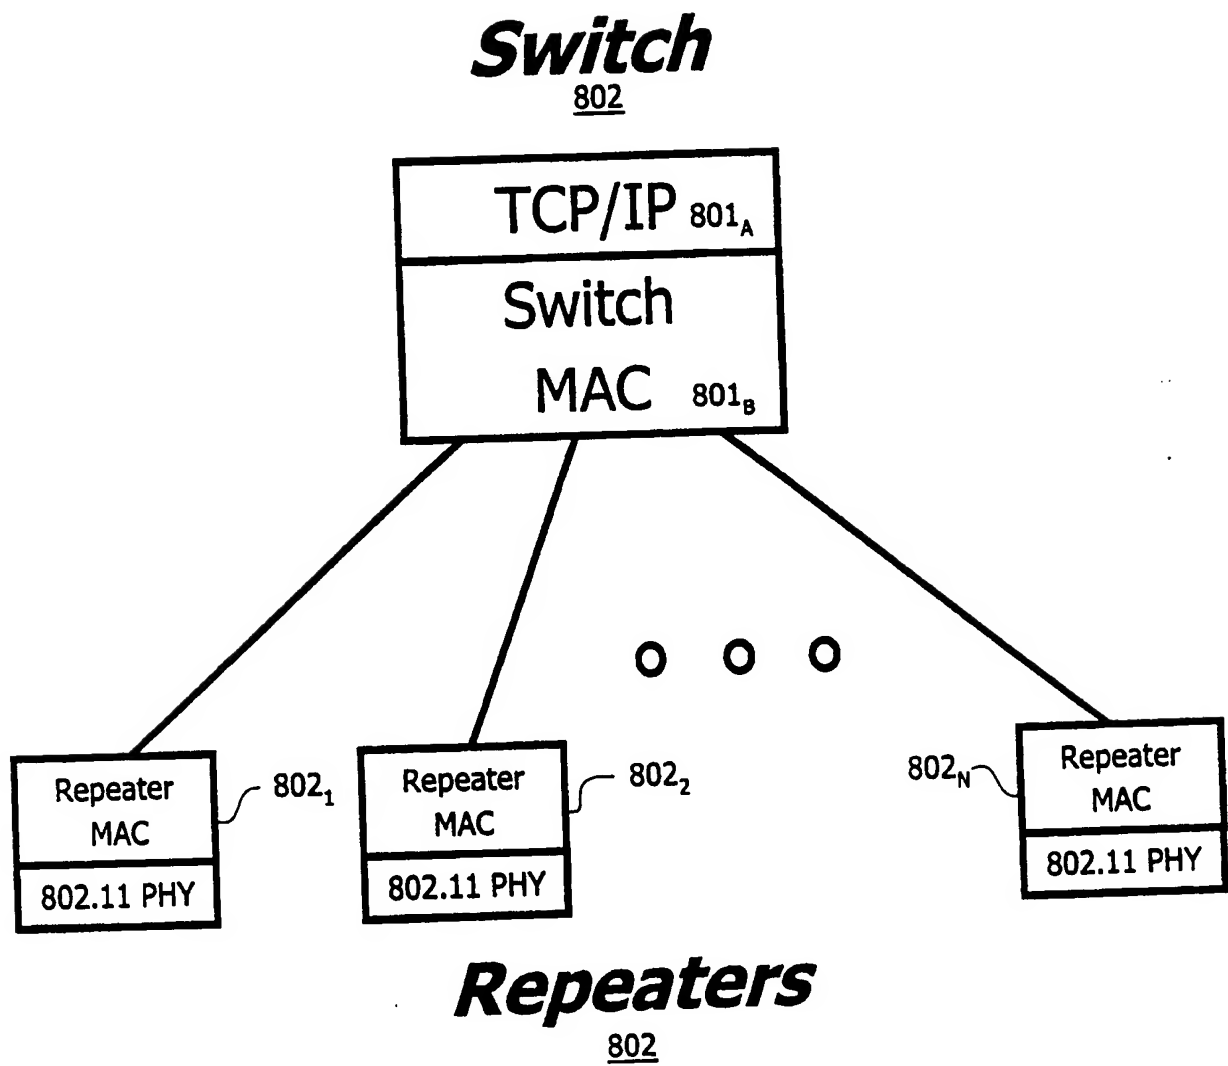 Switch
802
TCP/IP 801A
Switch
MAC 801B
Repeater
MAC
802.11 PHY
8021
Repeater
MAC
802.11 PHY
8022
802N
Repeater
MAC
802.11 PHY
Repeaters
802